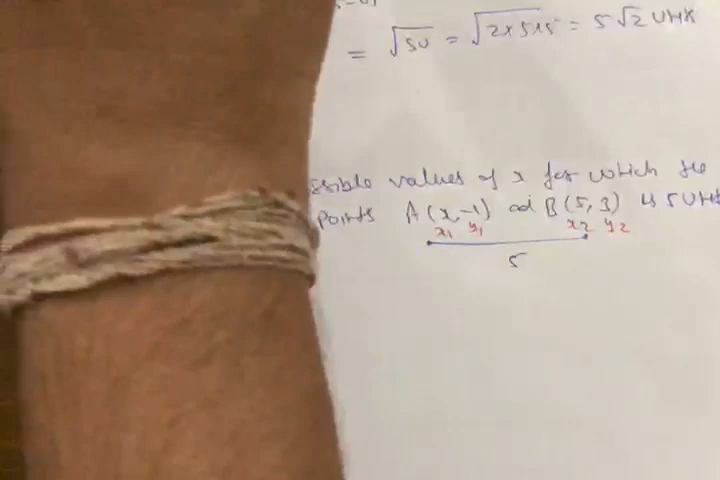 = √50 = √2×5×5 = 5√2 units
ssible values of x for which the
points A(x,-1) and B(5,3) is 5 units
x₁ y₁ x₂ y₂
5